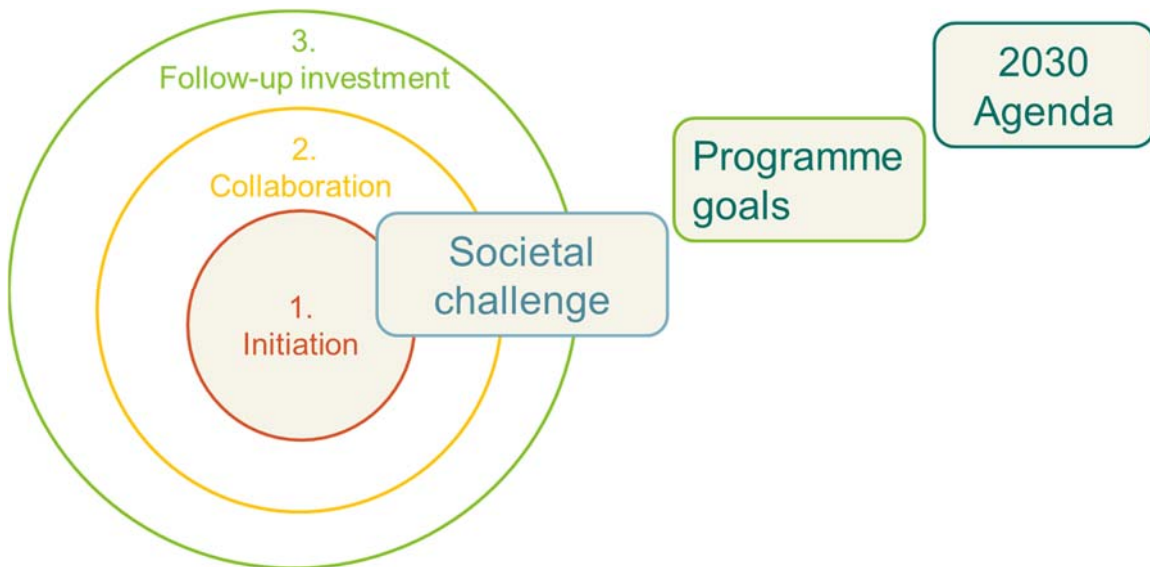 3.
Follow-up investment
2.
Collaboration
1.
Initiation
Societal
challenge
Programme
goals
2030
Agenda